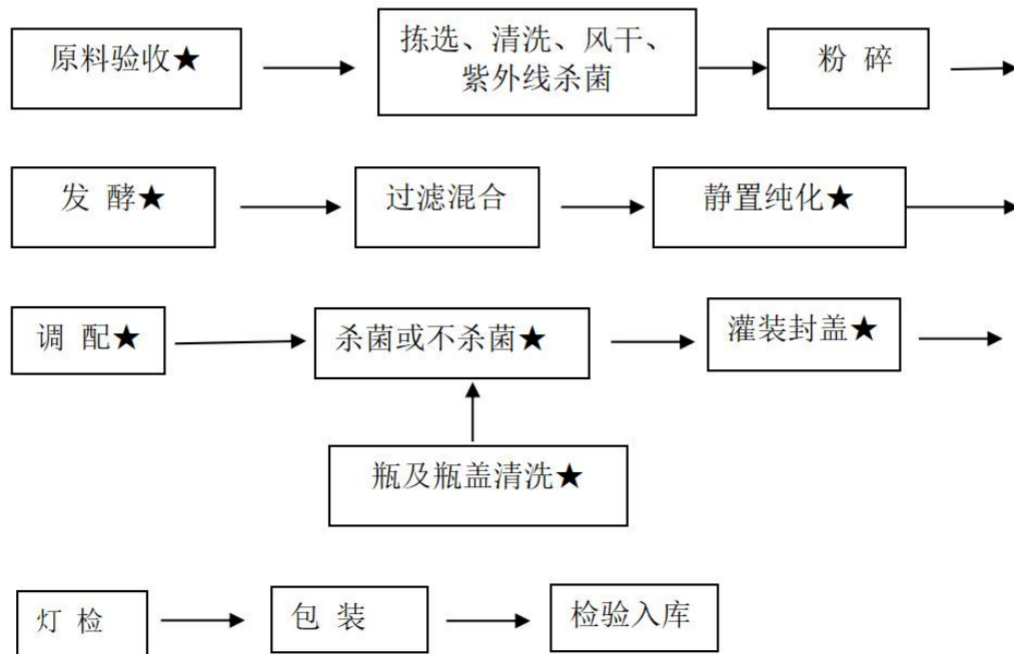 原料验收★
拣选、清洗、风干、
紫外线杀菌
粉 碎
发 酵★
过滤混合
静置纯化★
调 配★
杀菌或不杀菌★
灌装封盖★
瓶及瓶盖清洗★
灯 检
包 装
检验入库